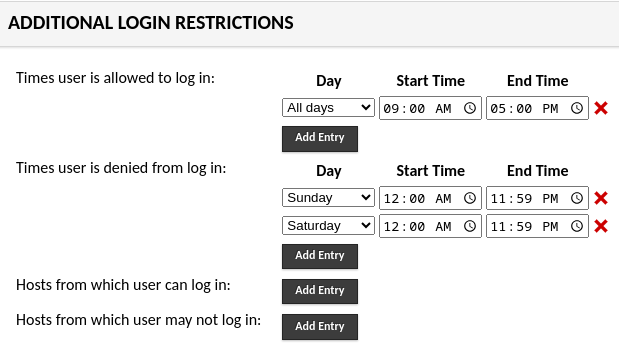 ADDITIONAL LOGIN RESTRICTIONS
Times user is allowed to log in:
Day Start Time End Time
All days 09:00 AM 05:00 PM
Add Entry
Times user is denied from log in:
Day Start Time End Time
Sunday 12:00 AM 11:59 PM
Saturday 12:00 AM 11:59 PM
Add Entry
Hosts from which user can log in: Add Entry
Hosts from which user may not log in: Add Entry